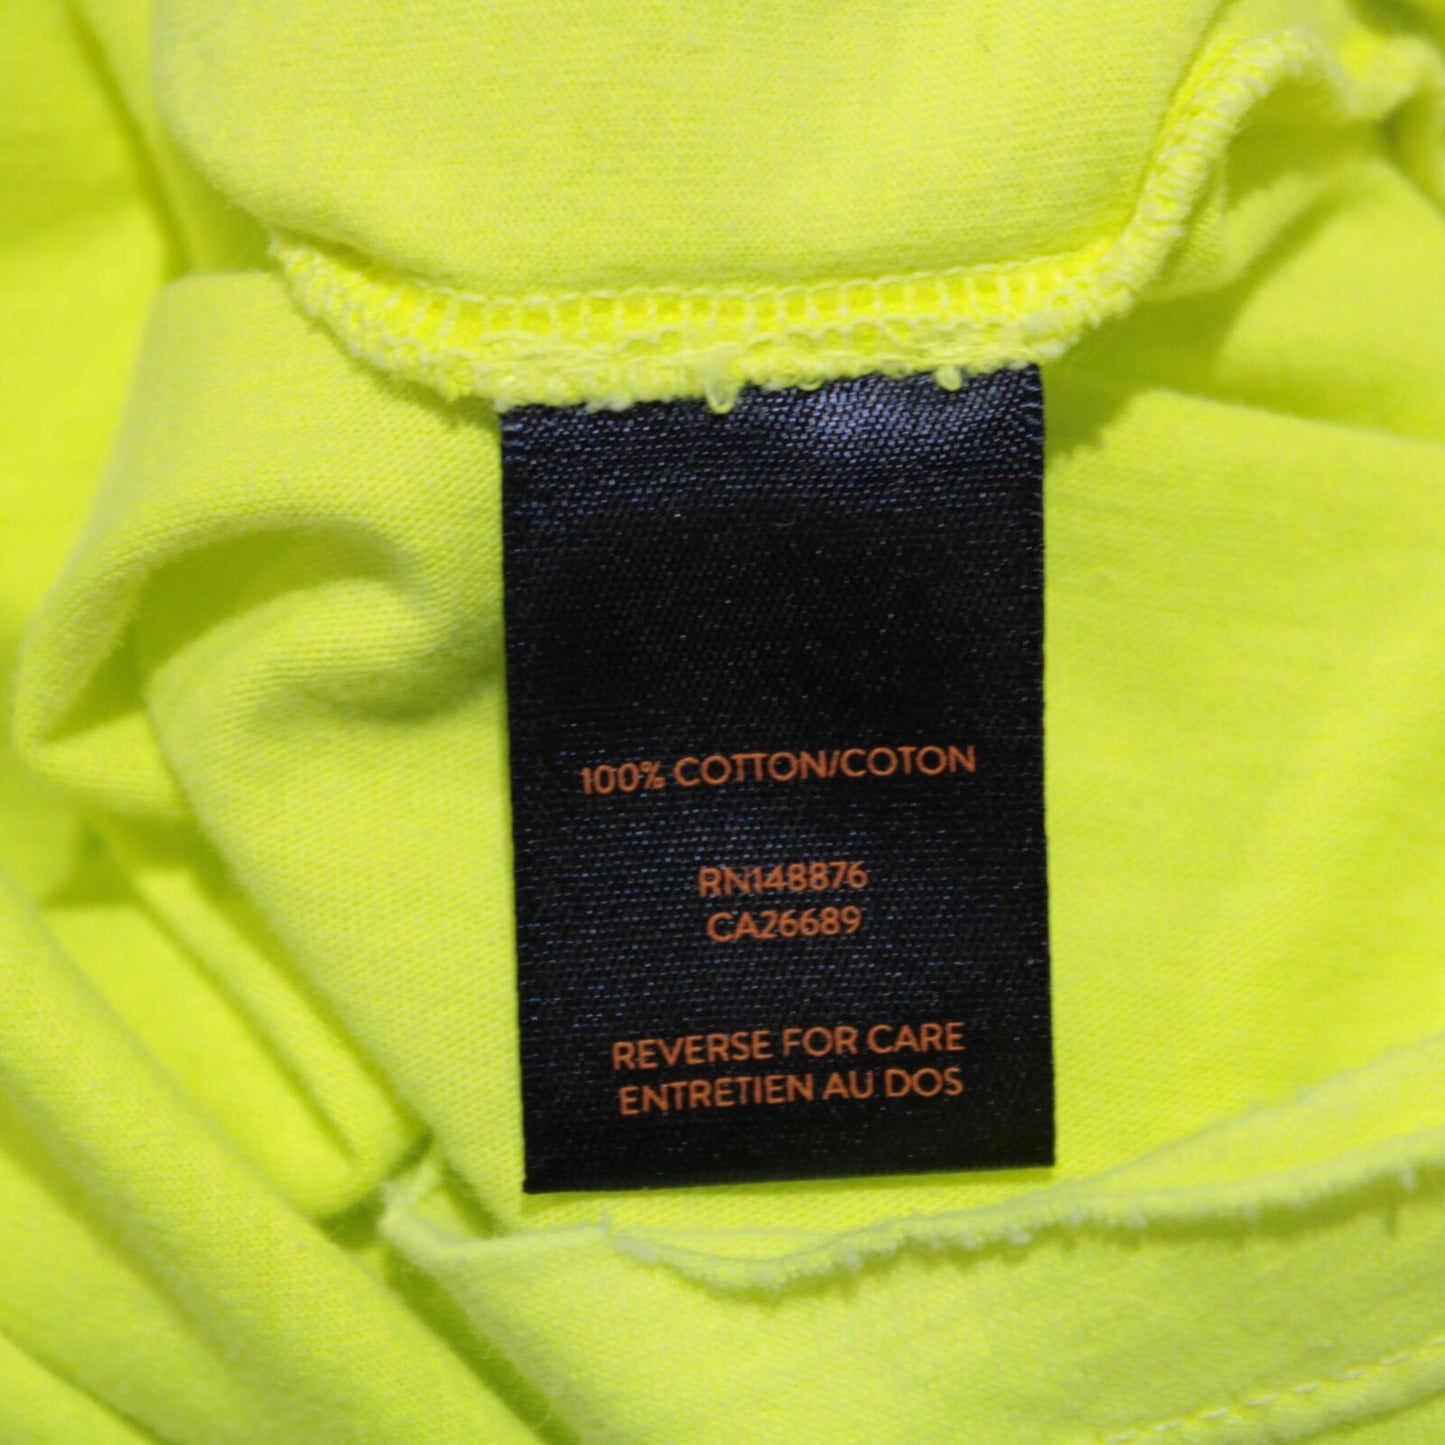 100% COTTON/COTON
RN148876
CA26689
REVERSE FOR CARE
ENTRETIEN AU DOS